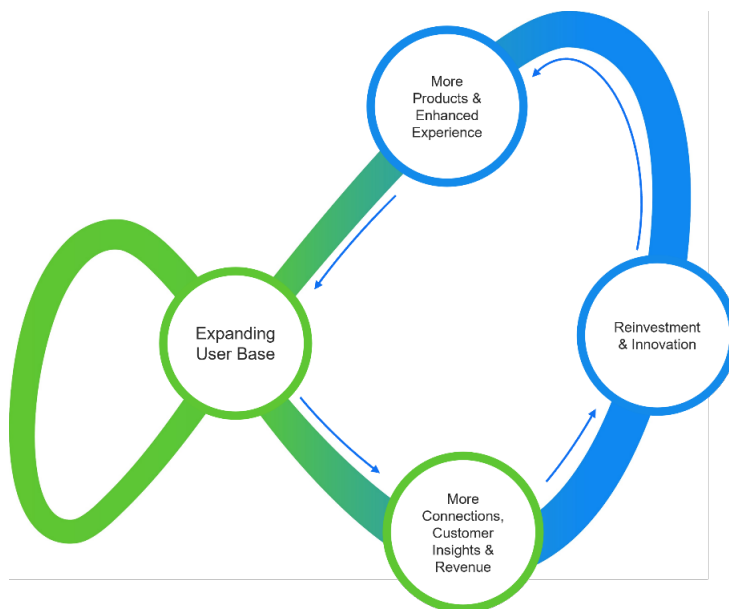 More
Products &
Enhanced
Experience
Expanding
User Base
Reinvestment
& Innovation
More
Connections,
Customer
Insights &
Revenue